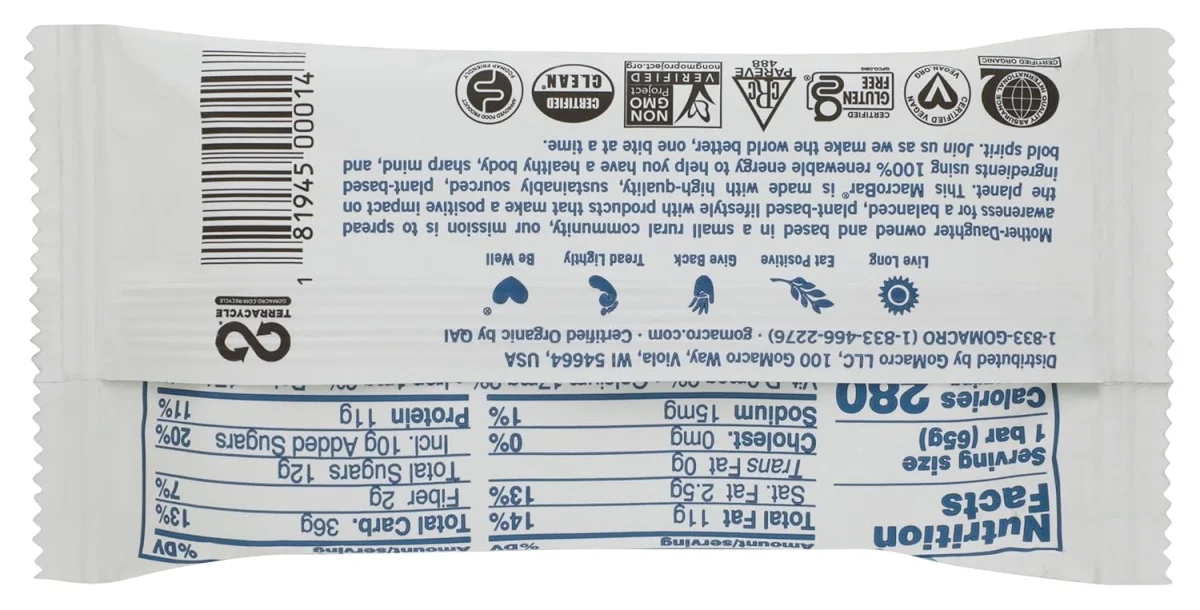 Nutrition
Facts
Serving size
1 bar (65g)
Calories 280
Amount/serving %DV
Total Fat 11g 14%
Sat. Fat 2.5g 13%
Trans Fat 0g
Cholest. 0mg 0%
Sodium 15mg 1%
Amount/serving %DV
Total Carb. 36g 13%
Fiber 2g 7%
Total Sugars 12g
Incl. 10g Added Sugars 20%
Protein 11g 11%
Distributed by GoMacro LLC, 100 GoMacro Way, Viola, WI 54664, USA
1-833-GOMACRO (1-833-466-2276) · gomacro.com · Certified Organic by QAI
Live Long
Eat Positive
Give Back
Tread Lightly
Be Well
®
Mother-Daughter owned and based in a small rural community, our mission is to spread
awareness for a balanced, plant-based lifestyle with products that make a positive impact on
the planet. This MacroBar® is made with high-quality, sustainably sourced, plant-based
ingredients using 100% renewable energy to help you have a healthy body, sharp mind, and
bold spirit. Join us as we make the world better, one bite at a time.
QUALITY ASSURANCE INTERNATIONAL
CERTIFIED ORGANIC
CERTIFIED VEGAN
VEGAN.ORG
GLUTEN
FREE
CERTIFIED
GFCO.ORG
CRC
PAREVE
488
NON
GMO
Project
VERIFIED
nongmoproject.org
CERTIFIED
CLEAN
APPROVED FOOD PRODUCT
FODMAP FRIENDLY
TERRACYCLE
GOMACRO.COM/RECYCLE
1 81945 00014